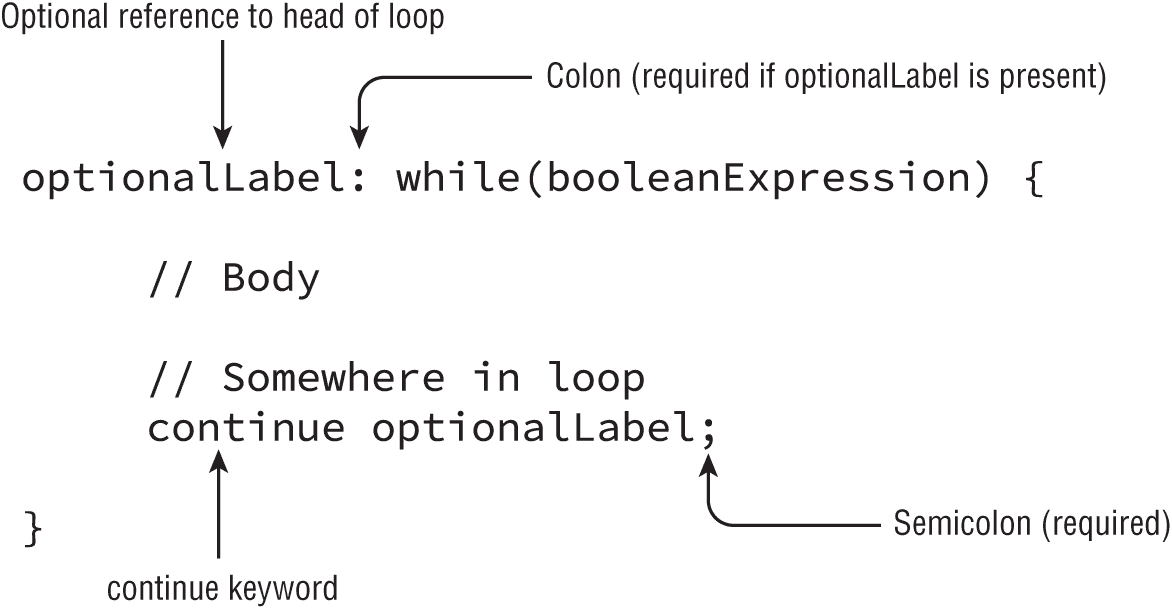 Optional reference to head of loop
Colon (required if optionalLabel is present)
optionalLabel: while(booleanExpression) {
// Body
// Somewhere in loop
continue optionalLabel;
}
Semicolon (required)
continue keyword